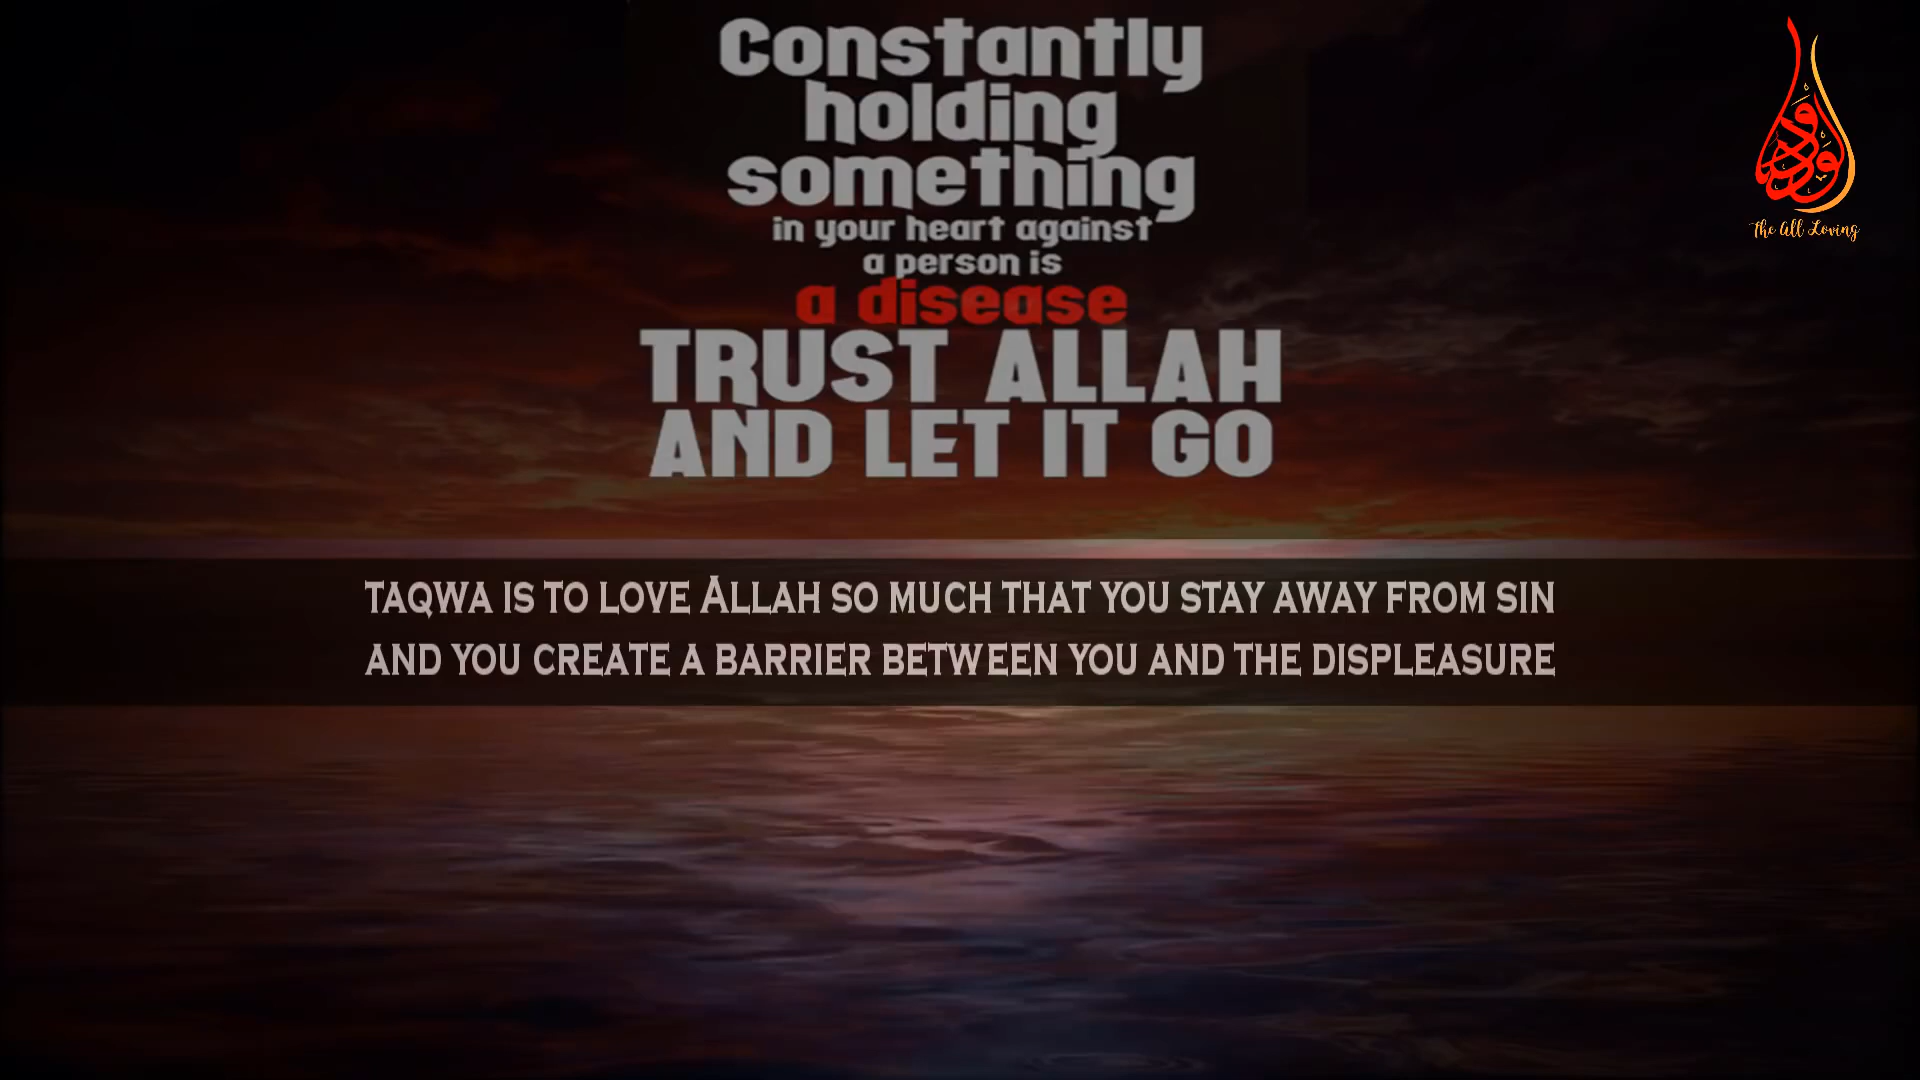 Constantly
holding
something
in your heart against
a person is
a disease
TRUST ALLAH
AND LET IT GO
The All Loving
TAQWA IS TO LOVE ALLAH SO MUCH THAT YOU STAY AWAY FROM SIN
AND YOU CREATE A BARRIER BETWEEN YOU AND THE DISPLEASURE